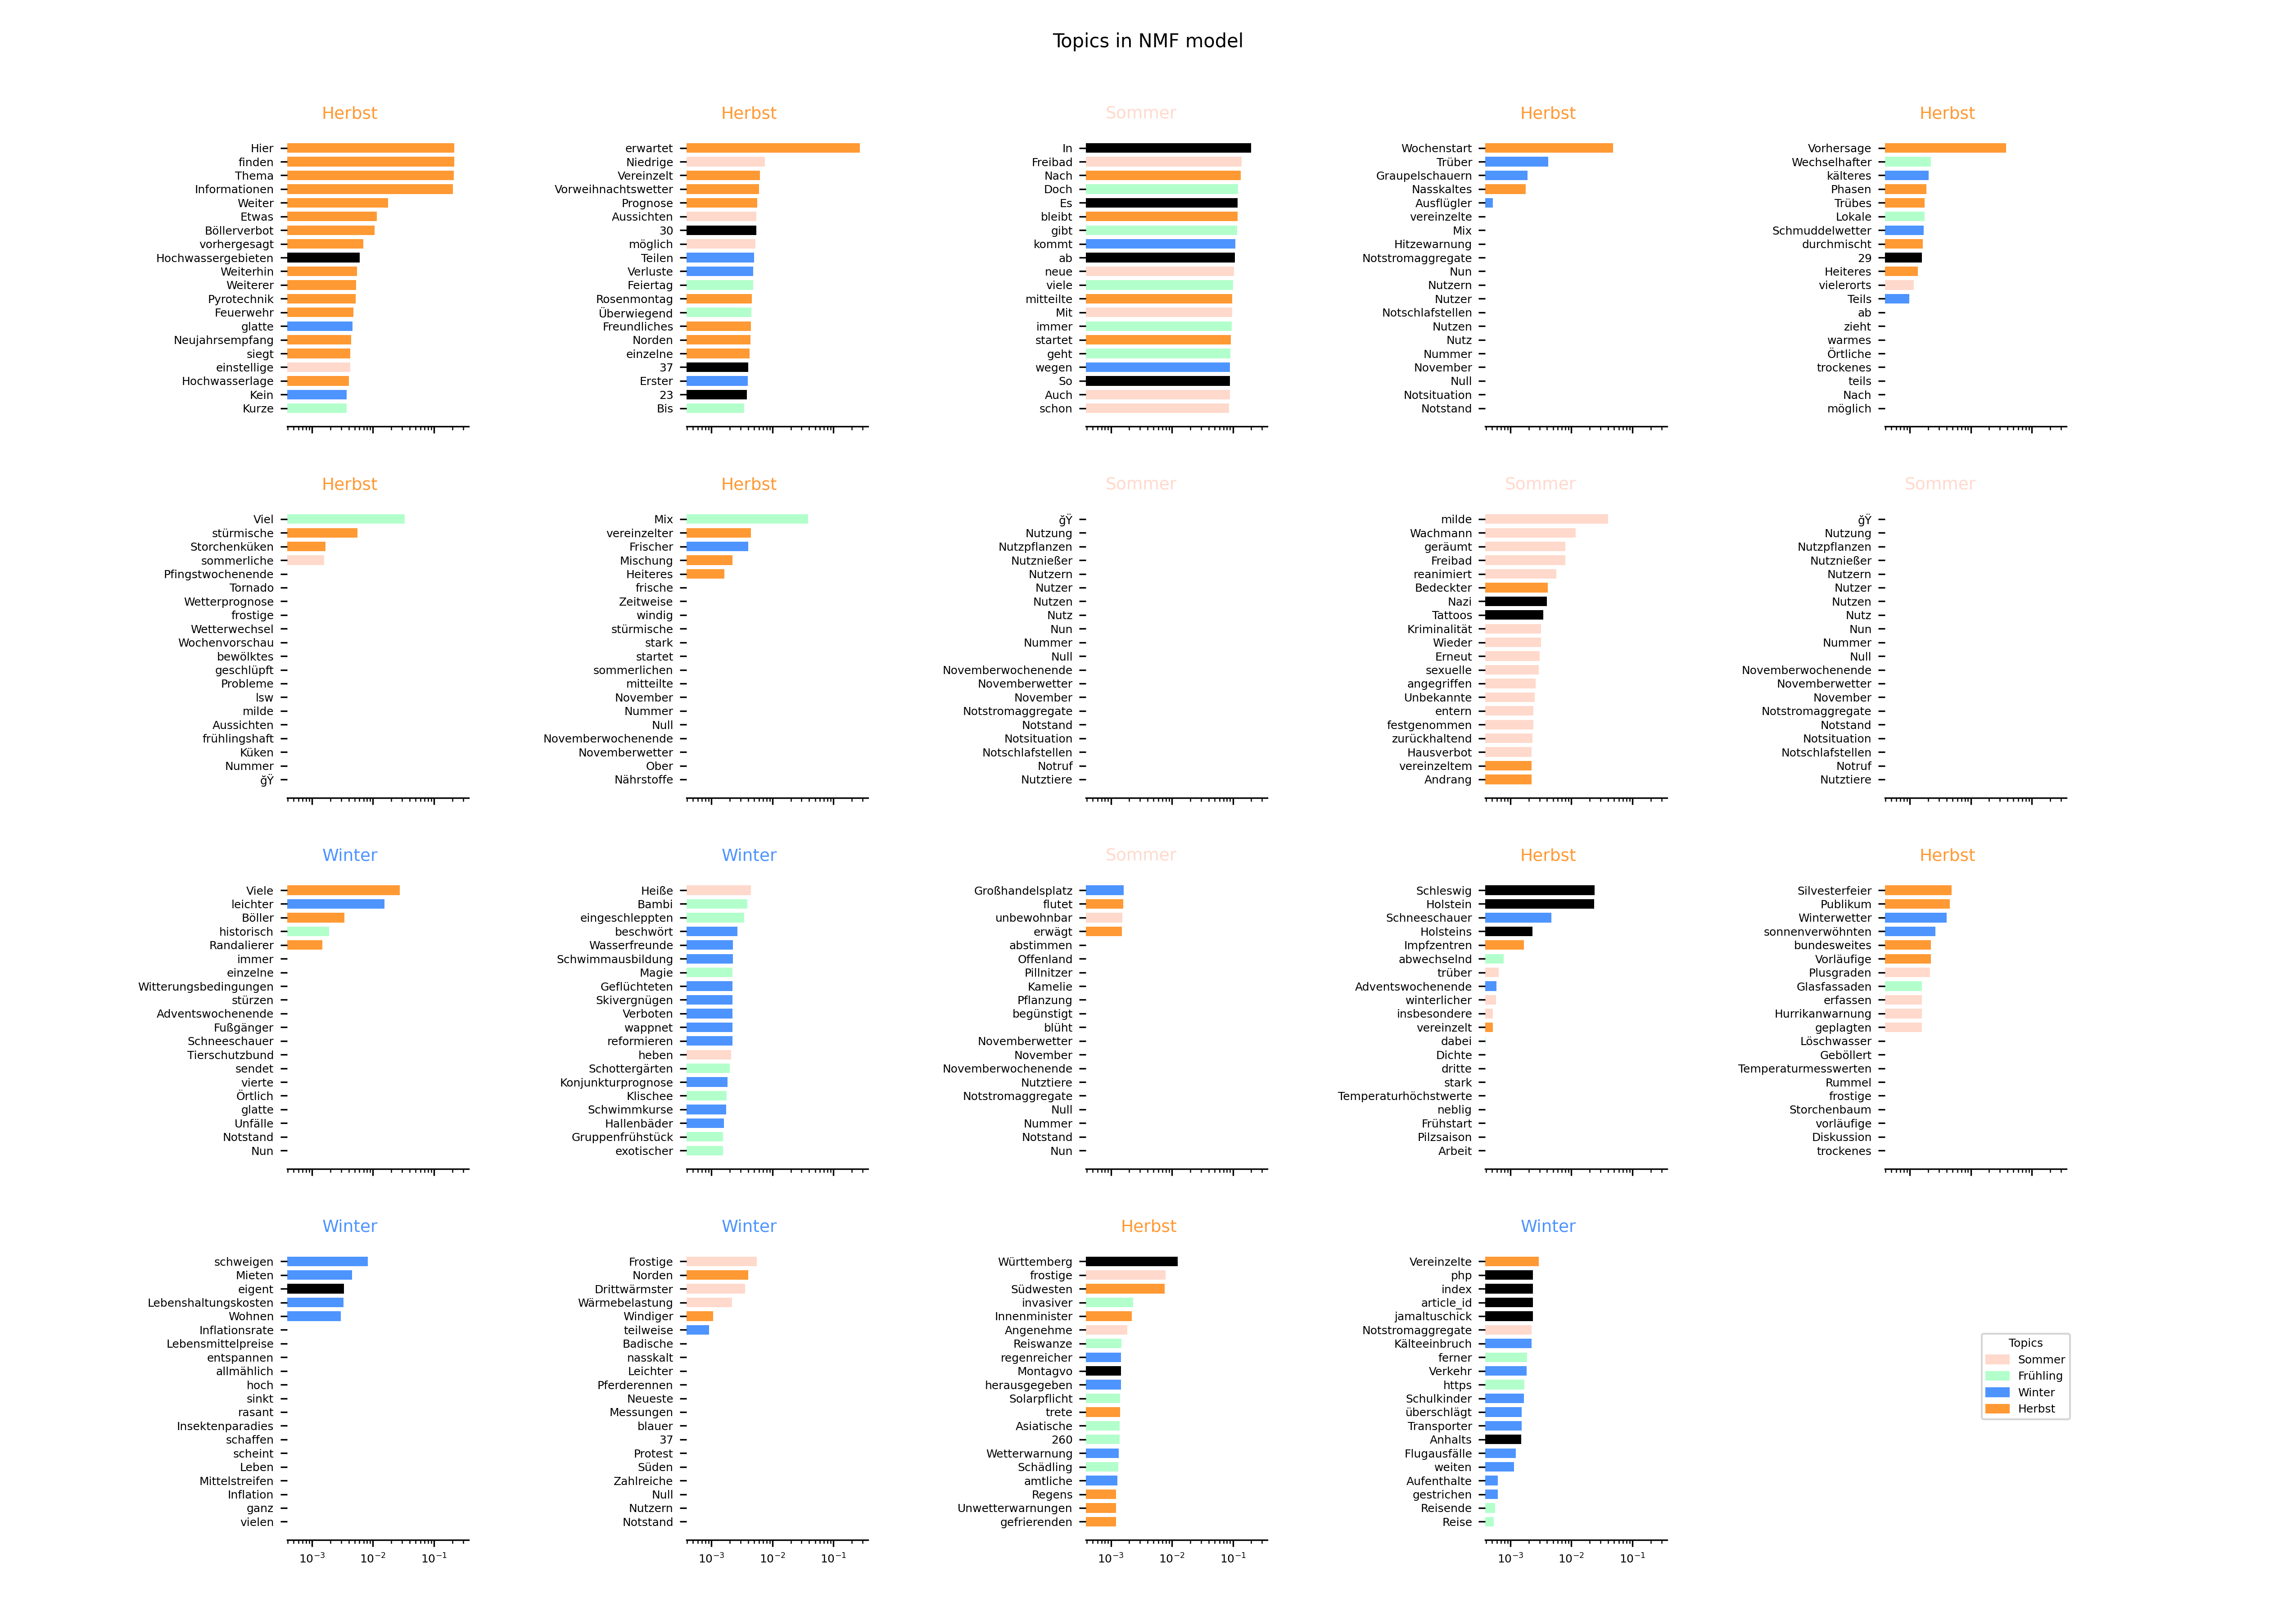 Topics in NMF model
Herbst
Hier
finden
Thema
Informationen
Weiter
Etwas
Böllerverbot
vorhergesagt
Hochwassergebieten
Weiterhin
Weiterer
Pyrotechnik
Feuerwehr
glatte
Neujahrsempfang
siegt
einstellige
Hochwasserlage
Kein
Kurze
Herbst
erwartet
Niedrige
Vereinzelt
Vorweihnachtswetter
Prognose
Aussichten
30
möglich
Teilen
Verluste
Feiertag
Rosenmontag
Überwiegend
Freundliches
Norden
einzelne
37
Erster
23
Bis
Sommer
In
Freibad
Nach
Doch
Es
bleibt
gibt
kommt
ab
neue
viele
mitteilte
Mit
immer
startet
geht
wegen
So
Auch
schon
Herbst
Wochenstart
Trüber
Graupelschauern
Nasskaltes
Ausflügler
vereinzelte
Mix
Hitzewarnung
Notstromaggregate
Nun
Nutzern
Nutzer
Notschlafstellen
Nutzen
Nutz
Nummer
November
Null
Notsituation
Notstand
Herbst
Vorhersage
Wechselhafter
kälteres
Phasen
Trübes
Lokale
Schmuddelwetter
durchmischt
29
Heiteres
vielerorts
Teils
ab
zieht
warmes
Örtliche
trockenes
teils
Nach
möglich
Herbst
Viel
stürmische
Storchenküken
sommerliche
Pfingstwochenende
Tornado
Wetterprognose
frostige
Wetterwechsel
Wochenvorschau
bewölktes
geschlüpft
Probleme
lsw
milde
Aussichten
frühlingshaft
Küken
Nummer
ğŸ
Herbst
Mix
vereinzelter
Frischer
Mischung
Heiteres
frische
Zeitweise
windig
stürmische
stark
startet
sommerlichen
mitteilte
November
Nummer
Null
Novemberwochenende
Novemberwetter
Ober
Nährstoffe
Sommer
ğŸ
Nutzung
Nutzpflanzen
Nutznießer
Nutzern
Nutzer
Nutzen
Nutz
Nun
Nummer
Null
Novemberwochenende
Novemberwetter
November
Notstromaggregate
Notstand
Notsituation
Notschlafstellen
Notruf
Nutztiere
Sommer
milde
Wachmann
geräumt
Freibad
reanimiert
Bedeckter
Nazi
Tattoos
Kriminalität
Wieder
Erneut
sexuelle
angegriffen
Unbekannte
entern
festgenommen
zurückhaltend
Hausverbot
vereinzeltem
Andrang
Sommer
ğŸ
Nutzung
Nutzpflanzen
Nutznießer
Nutzern
Nutzer
Nutzen
Nutz
Nun
Nummer
Null
Novemberwochenende
Novemberwetter
November
Notstromaggregate
Notstand
Notsituation
Notschlafstellen
Notruf
Nutztiere
Winter
Viele
leichter
Böller
historisch
Randalierer
immer
einzelne
Witterungsbedingungen
stürzen
Adventswochenende
Fußgänger
Schneeschauer
Tierschutzbund
sendet
vierte
Örtlich
glatte
Unfälle
Notstand
Nun
Winter
Heiße
Bambi
eingeschleppten
beschwört
Wasserfreunde
Schwimmausbildung
Magie
Geflüchteten
Skivergnügen
Verboten
wappnet
reformieren
heben
Schottergärten
Konjunkturprognose
Klischee
Schwimmkurse
Hallenbäder
Gruppenfrühstück
exotischer
Sommer
Großhandelsplatz
flutet
unbewohnbar
erwägt
abstimmen
Offenland
Pillnitzer
Kamelie
Pflanzung
begünstigt
blüht
Novemberwetter
November
Novemberwochenende
Nutztiere
Notstromaggregate
Null
Nummer
Notstand
Nun
Herbst
Schleswig
Holstein
Schneeschauer
Holsteins
Impfzentren
abwechselnd
trüber
Adventswochenende
winterlicher
insbesondere
vereinzelt
dabei
Dichte
dritte
stark
Temperaturhöchstwerte
neblig
Frühstart
Pilzsaison
Arbeit
Herbst
Silvesterfeier
Publikum
Winterwetter
sonnenverwöhnten
bundesweites
Vorläufige
Plusgraden
Glasfassaden
erfassen
Hurrikanwarnung
geplagten
Löschwasser
Geböllert
Temperaturmesswerten
Rummel
frostige
Storchenbaum
vorläufige
Diskussion
trockenes
Winter
schweigen
Mieten
eigent
Lebenshaltungskosten
Wohnen
Inflationsrate
Lebensmittelpreise
entspannen
allmählich
hoch
sinkt
rasant
Insektenparadies
schaffen
scheint
Leben
Mittelstreifen
Inflation
ganz
vielen
10⁻³ 10⁻² 10⁻¹
Winter
Frostige
Norden
Drittwärmster
Wärmebelastung
Windiger
teilweise
Badische
nasskalt
Leichter
Pferderennen
Neueste
Messungen
blauer
37
Protest
Süden
Zahlreiche
Null
Nutzern
Notstand
10⁻³ 10⁻² 10⁻¹
Herbst
Württemberg
frostige
Südwesten
invasiver
Innenminister
Angenehme
Reiswanze
regenreicher
Montagvo
herausgegeben
Solarpflicht
trete
Asiatische
260
Wetterwarnung
Schädling
amtliche
Regens
Unwetterwarnungen
gefrierenden
10⁻³ 10⁻² 10⁻¹
Winter
Vereinzelte
php
index
article_id
jamaltuschick
Notstromaggregate
Kälteeinbruch
ferner
Verkehr
https
Schulkinder
überschlägt
Transporter
Anhalts
Flugausfälle
weiten
Aufenthalte
gestrichen
Reisende
Reise
10⁻³ 10⁻² 10⁻¹
Topics
Sommer
Frühling
Winter
Herbst